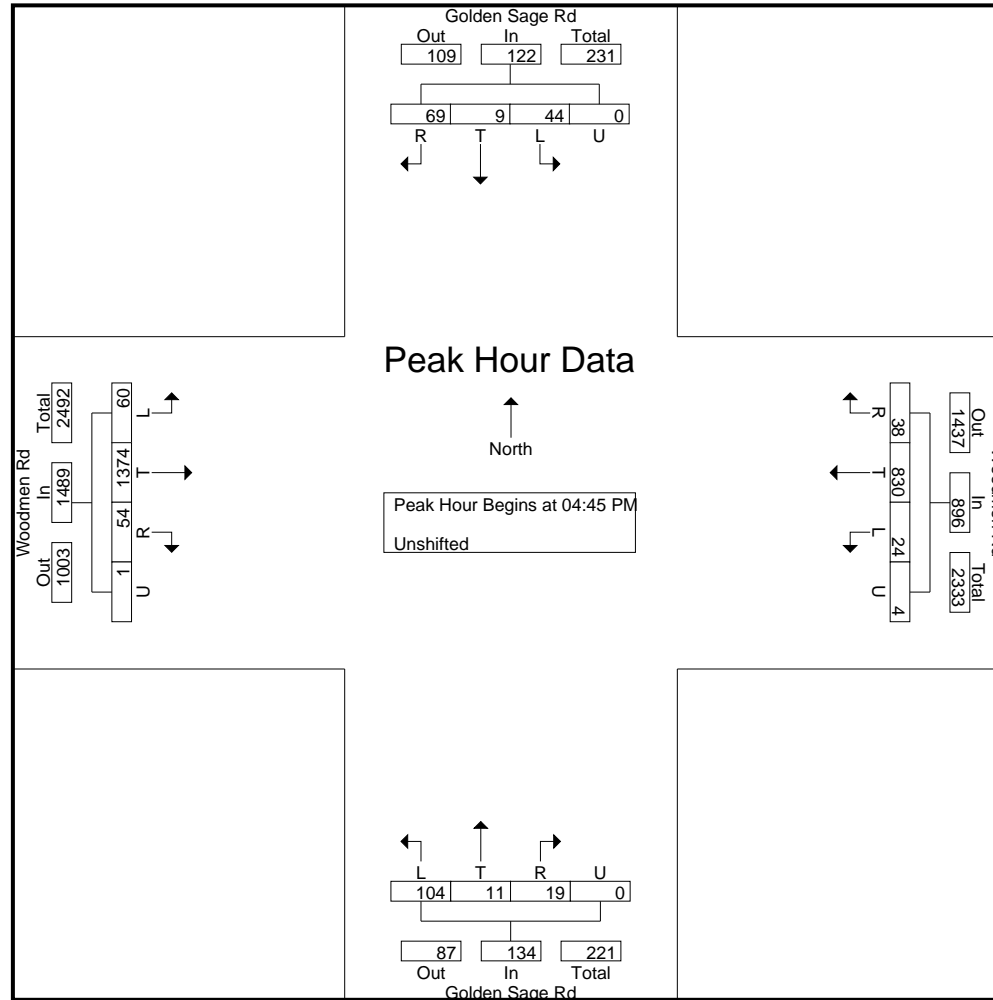 Golden Sage Rd
Out In Total
109 122 231
69 9 44 0
R T L U
Peak Hour Data
North
Peak Hour Begins at 04:45 PM
Unshifted
Woodmen Rd
Out In Total
1003 1489 2492
60 1374 54 1
L T R U
38 830 24 4
R T L U
Out In Total
1437 896 2333
L T R U
104 11 19 0
87 134 221
Out In Total
Golden Sage Rd